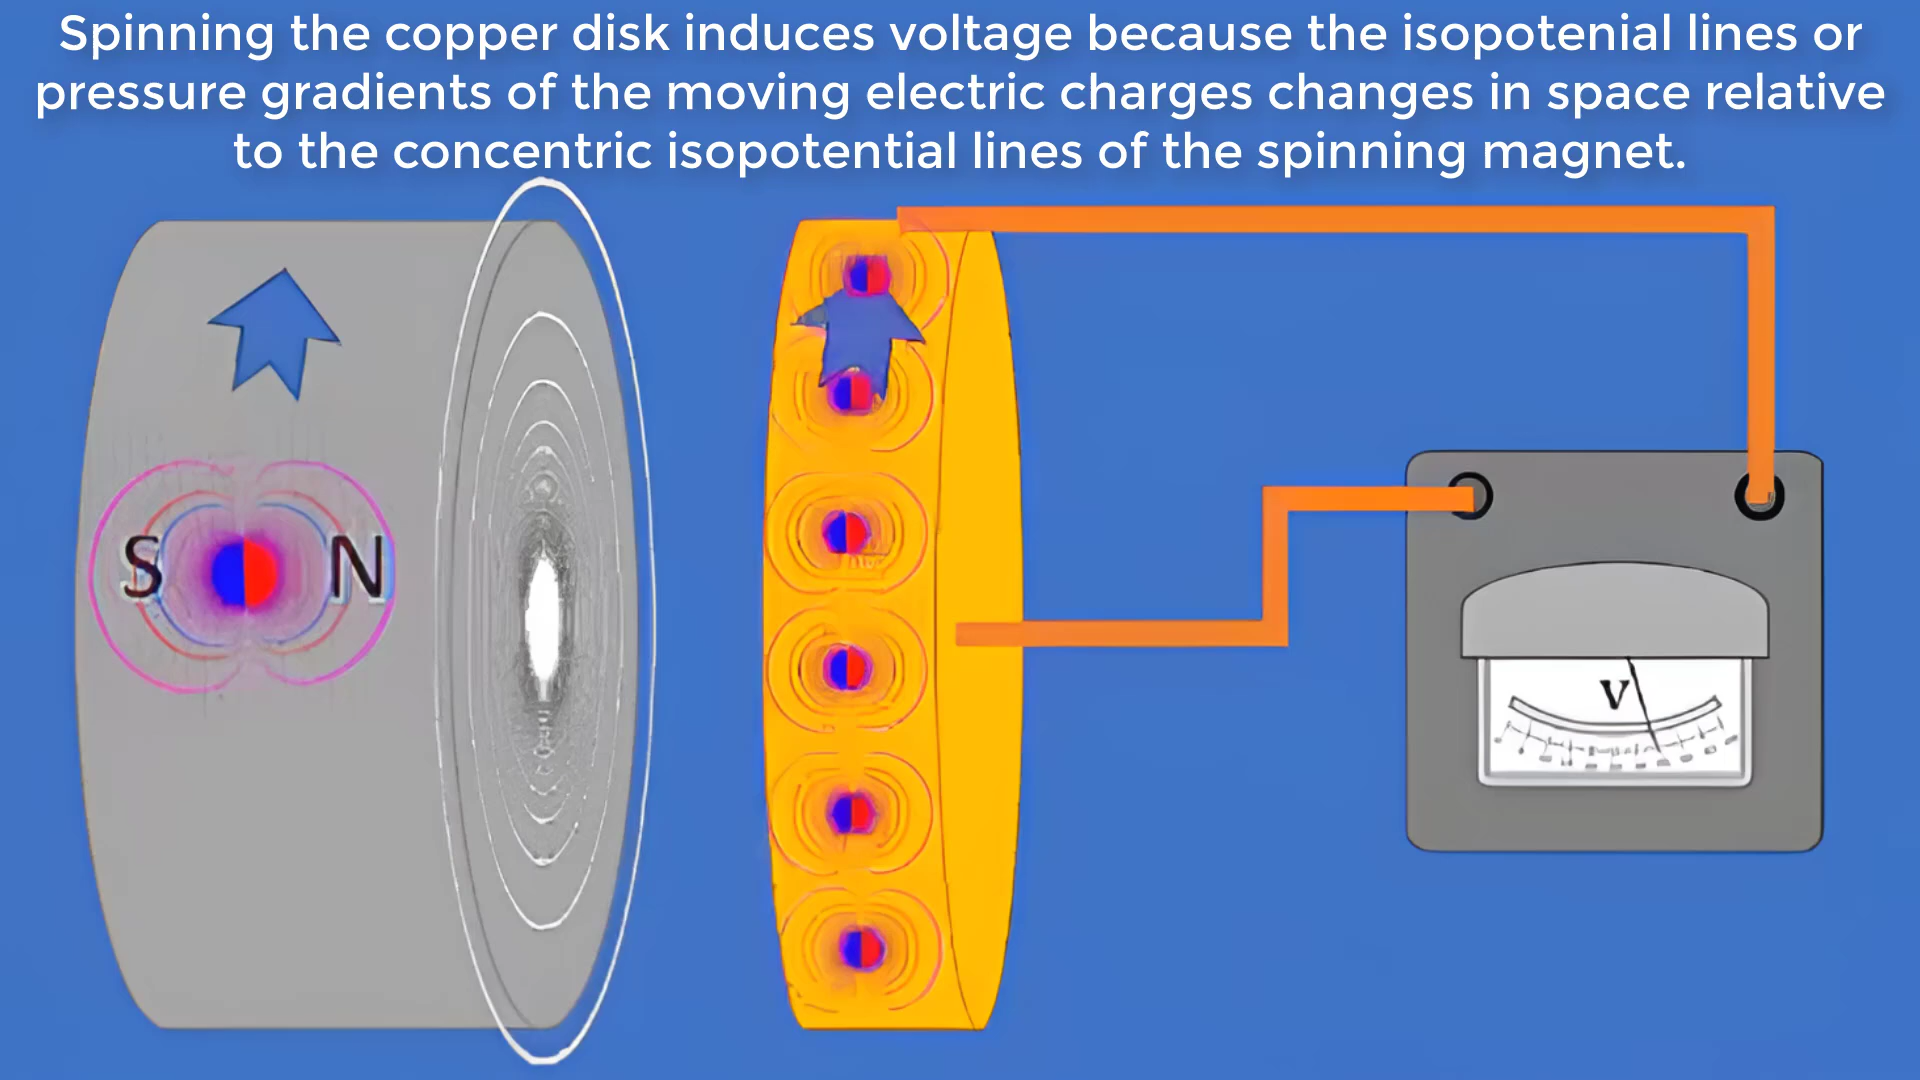 Spinning the copper disk induces voltage because the isopotenial lines or
pressure gradients of the moving electric charges changes in space relative
to the concentric isopotential lines of the spinning magnet.
S N
V